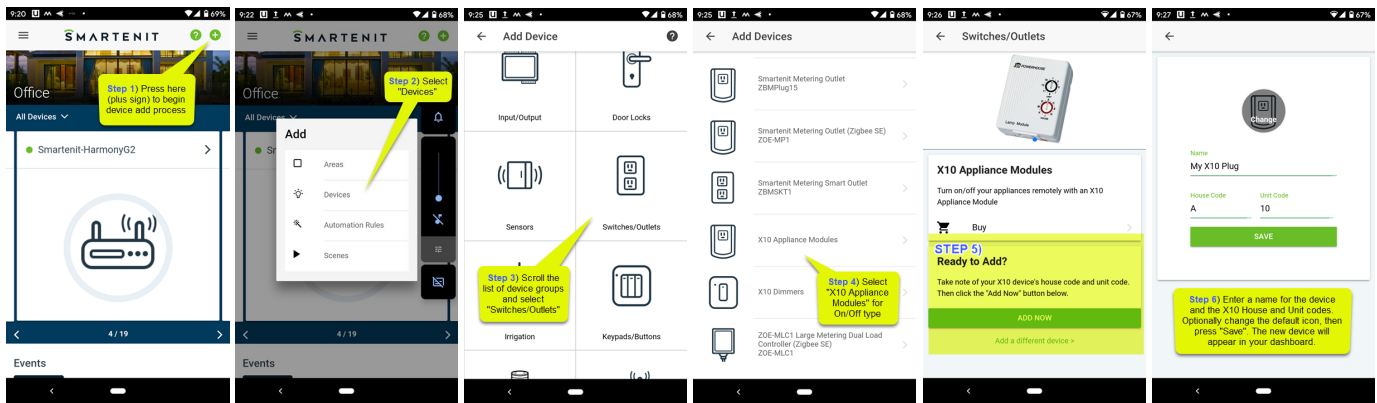 9:20
69%
SMARTENIT
Office
Step 1) Press here
(plus sign) to begin
device add process
All Devices
Smartenit-HarmonyG2
4 / 19
Events
9:22
68%
SMARTENIT
Office
Step 2) Select
"Devices"
All Devices
Add
Areas
Devices
Automation Rules
Scenes
4 / 19
Events
9:25
68%
Add Device
Input/Output
Door Locks
Sensors
Switches/Outlets
Step 3) Scroll the
list of device groups
and select
"Switches/Outlets"
Irrigation
Keypads/Buttons
9:25
68%
Add Devices
Smartenit Metering Outlet
ZBMPlug15
Smartenit Metering Outlet (Zigbee SE)
ZOE-MP1
Smartenit Metering Smart Outlet
ZBMSKT1
X10 Appliance Modules
X10 Dimmers
Step 4) Select
"X10 Appliance
Modules" for
On/Off type
ZOE-MLC1 Large Metering Dual Load
Controller (Zigbee SE)
ZOE-MLC1
9:26
67%
Switches/Outlets
POWERHOUSE
Lamp Module
X10 Appliance Modules
Turn on/off your appliances remotely with an X10
Appliance Module
Buy
STEP 5)
Ready to Add?
Take note of your X10 device's house code and unit code.
Then click the "Add Now" button below.
ADD NOW
Add a different device >
9:27
67%
Change
Name
My X10 Plug
House Code
Unit Code
A
10
SAVE
Step 6) Enter a name for the device
and the X10 House and Unit codes.
Optionally change the default icon, then
press "Save". The new device will
appear in your dashboard.